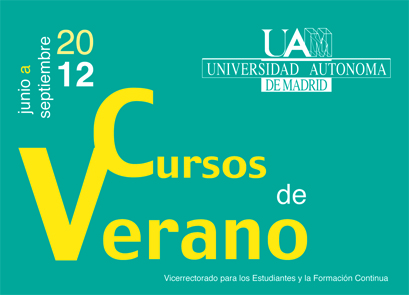 junio a
septiembre
20
12
UAM
UNIVERSIDAD AUTONOMA
DE MADRID
Cursos
de
Verano
Vicerrectorado para los Estudiantes y la Formación Continua